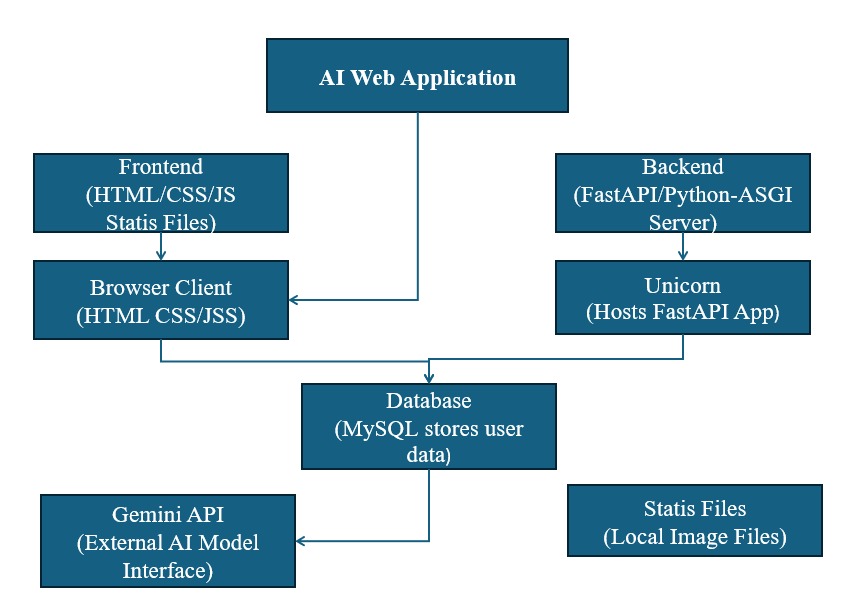 AI Web Application
Frontend
(HTML/CSS/JS
Statis Files)
Backend
(FastAPI/Python-ASGI
Server)
Browser Client
(HTML CSS/JSS)
Unicorn
(Hosts FastAPI App)
Database
(MySQL stores user
data)
Gemini API
(External AI Model
Interface)
Statis Files
(Local Image Files)